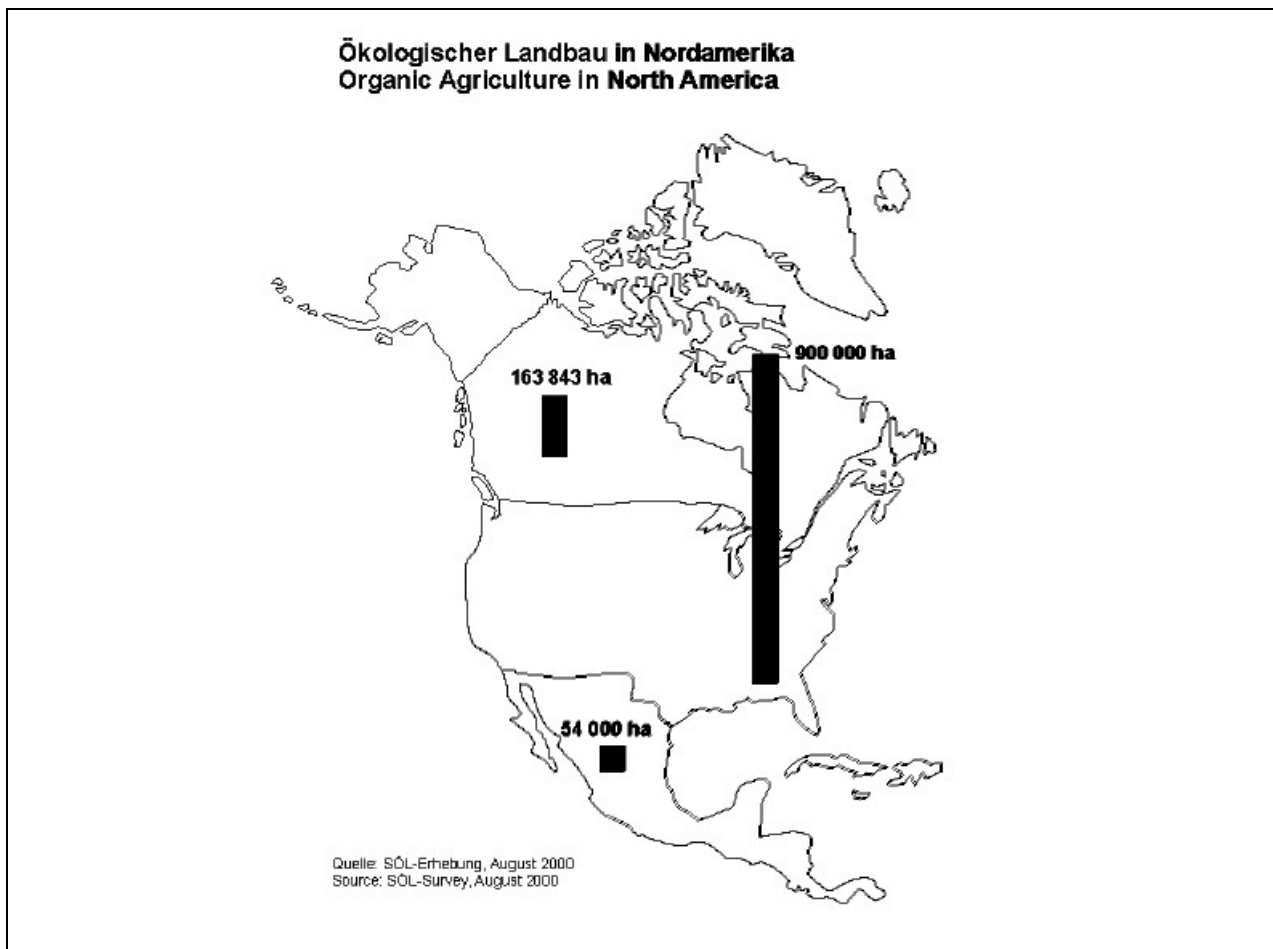 Ökologischer Landbau in Nordamerika
Organic Agriculture in North America
900 000 ha
163 843 ha
54 000 ha
Quelle: SÖL-Erhebung, August 2000
Source: SÖL-Survey, August 2000